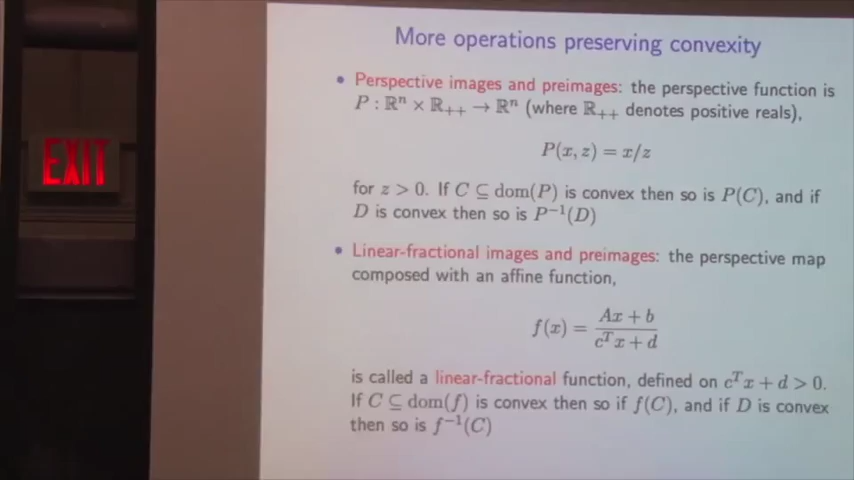 More operations preserving convexity
EXIT
• Perspective images and preimages: the perspective function is
P : ℝⁿ × ℝ₊₊ → ℝⁿ (where ℝ₊₊ denotes positive reals),
P(x, z) = x/z
for z > 0. If C ⊆ dom(P) is convex then so is P(C), and if
D is convex then so is P⁻¹(D)
• Linear-fractional images and preimages: the perspective map
composed with an affine function,
f(x) = (Ax + b)/(cᵀx + d)
is called a linear-fractional function, defined on cᵀx + d > 0.
If C ⊆ dom(f) is convex then so if f(C), and if D is convex
then so is f⁻¹(C)